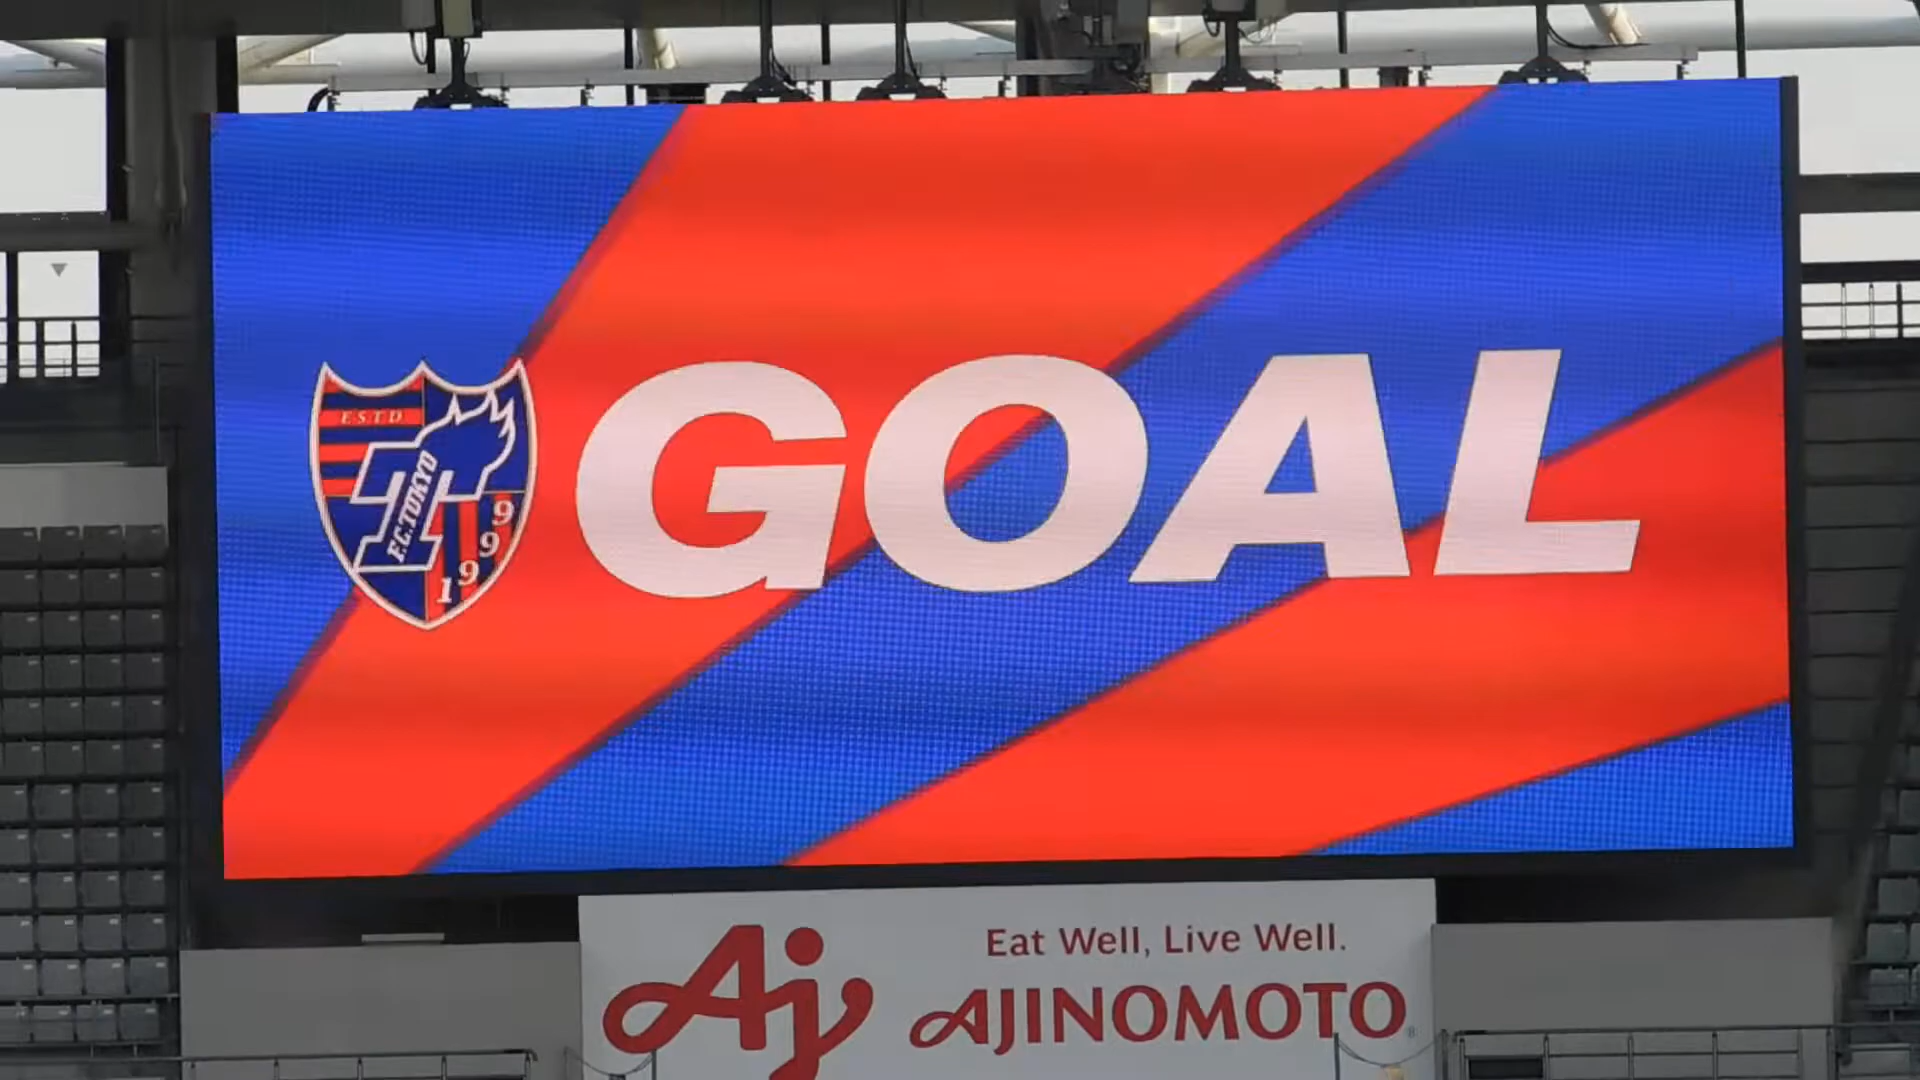 ESTD
F.C.TOKYO
1999
GOAL
Eat Well, Live Well.
Aj
AJINOMOTO®